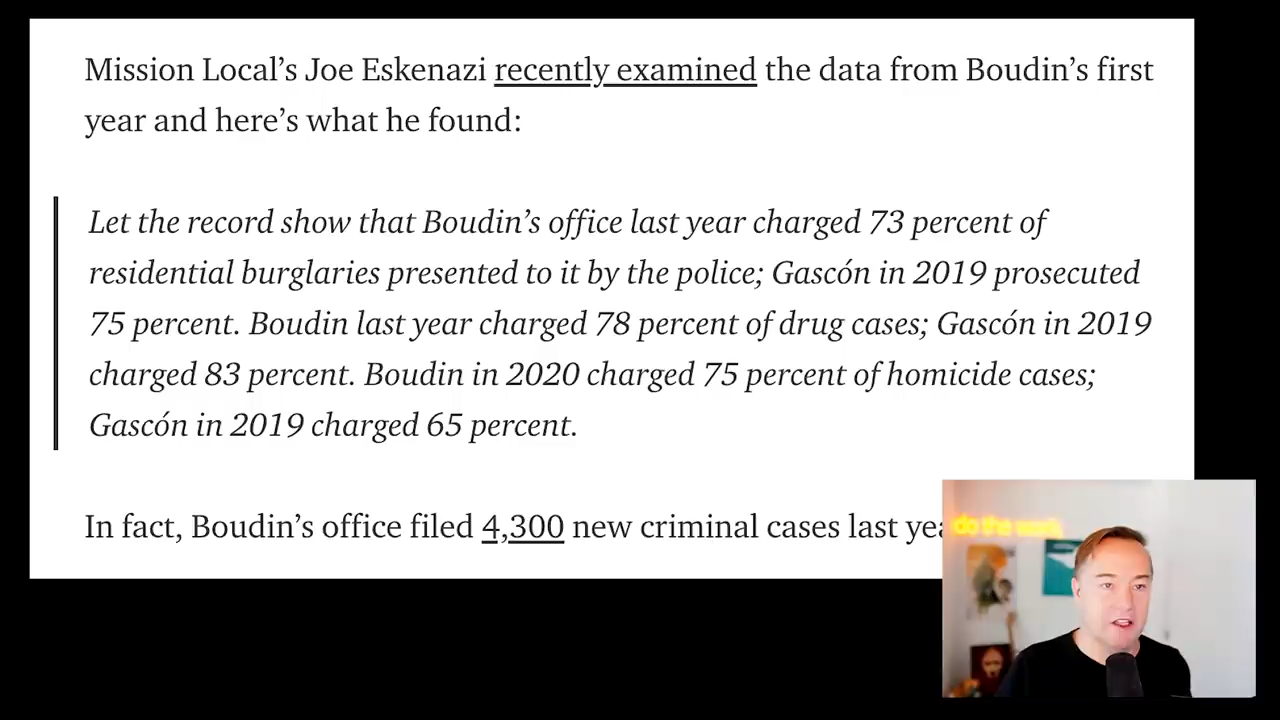 Mission Local’s Joe Eskenazi recently examined the data from Boudin’s first
year and here’s what he found:
Let the record show that Boudin’s office last year charged 73 percent of
residential burglaries presented to it by the police; Gascón in 2019 prosecuted
75 percent. Boudin last year charged 78 percent of drug cases; Gascón in 2019
charged 83 percent. Boudin in 2020 charged 75 percent of homicide cases;
Gascón in 2019 charged 65 percent.
In fact, Boudin’s office filed 4,300 new criminal cases last
do the work